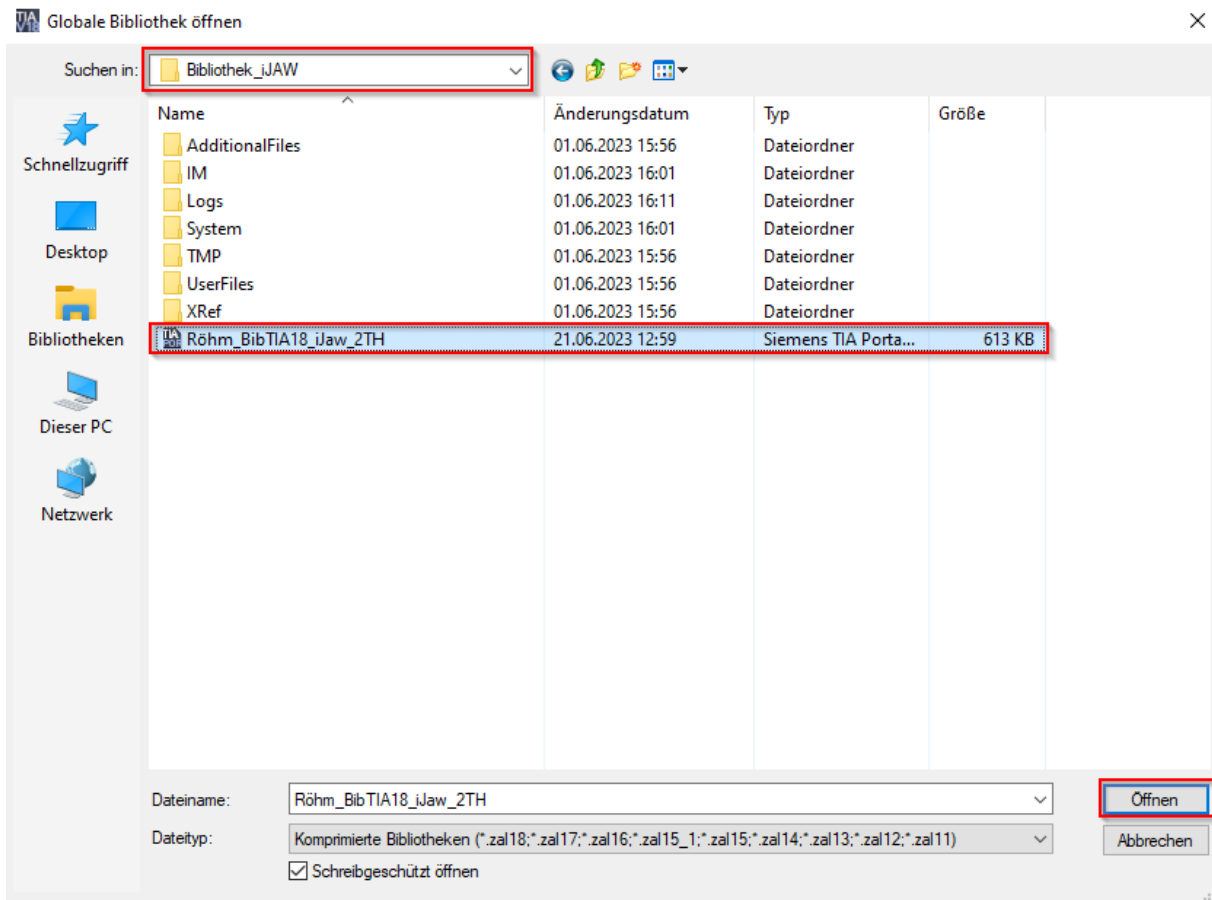 Globale Bibliothek öffnen
Suchen in: Bibliothek_iJAW
Name Änderungsdatum Typ Größe
AdditionalFiles 01.06.2023 15:56 Dateiordner
IM 01.06.2023 16:01 Dateiordner
Logs 01.06.2023 16:11 Dateiordner
System 01.06.2023 16:01 Dateiordner
TMP 01.06.2023 15:56 Dateiordner
UserFiles 01.06.2023 15:56 Dateiordner
XRef 01.06.2023 15:56 Dateiordner
Röhm_BibTIA18_iJaw_2TH 21.06.2023 12:59 Siemens TIA Porta... 613 KB
Schnellzugriff
Desktop
Bibliotheken
Dieser PC
Netzwerk
Dateiname: Röhm_BibTIA18_iJaw_2TH Öffnen
Dateityp: Komprimierte Bibliotheken (*.zal18;*.zal17;*.zal16;*.zal15_1;*.zal15;*.zal14;*.zal13;*.zal12;*.zal11) Abbrechen
Schreibgeschützt öffnen